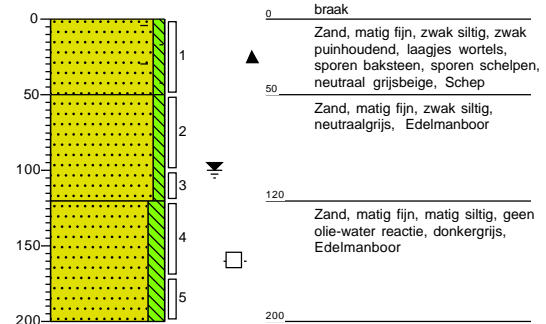 0
50
100
150
200
1
2
3
4
5
0
braak
Zand, matig fijn, zwak siltig, zwak
puinhoudend, laagjes wortels,
sporen baksteen, sporen schelpen,
neutraal grijsbeige, Schep
50
Zand, matig fijn, zwak siltig,
neutraalgrijs, Edelmanboor
120
Zand, matig fijn, matig siltig, geen
olie-water reactie, donkergrijs,
Edelmanboor
200